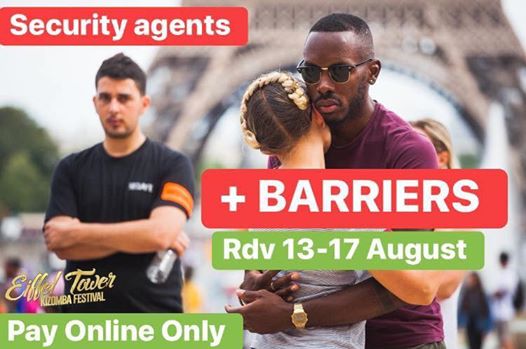 Security agents
+ BARRIERS
Rdv 13-17 August
Eiffel Tower
KIZOMBA FESTIVAL
Pay Online Only